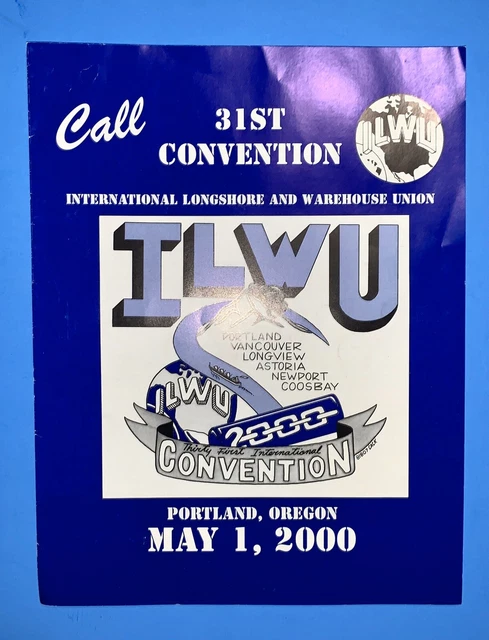 Call
31ST
CONVENTION
ILWU
INTERNATIONAL LONGSHORE AND WAREHOUSE UNION
ILWU
PORTLAND
VANCOUVER
LONGVIEW
ASTORIA
NEWPORT
COOSBAY
ILWU
2000
Thirty First International
CONVENTION
PORTLAND, OREGON
MAY 1, 2000